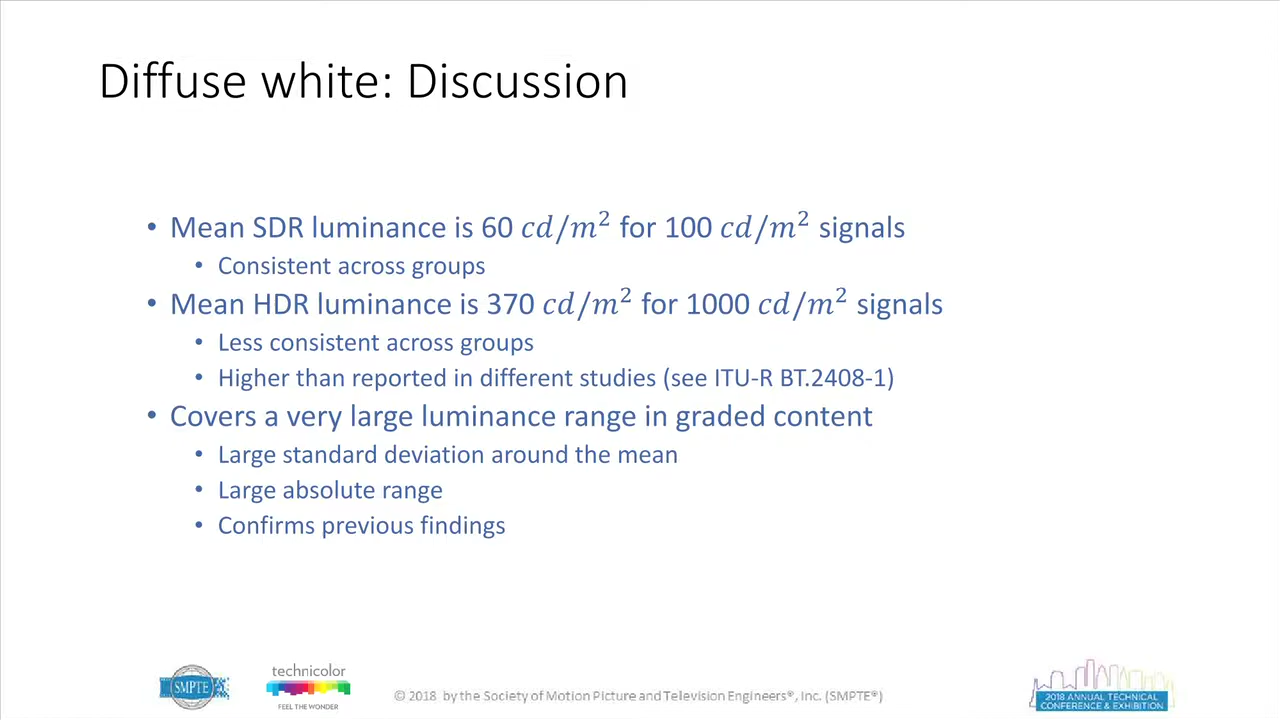 Diffuse white: Discussion
• Mean SDR luminance is 60 cd/m² for 100 cd/m² signals
• Consistent across groups
• Mean HDR luminance is 370 cd/m² for 1000 cd/m² signals
• Less consistent across groups
• Higher than reported in different studies (see ITU-R BT.2408-1)
• Covers a very large luminance range in graded content
• Large standard deviation around the mean
• Large absolute range
• Confirms previous findings
SMPTE
technicolor
FEEL THE WONDER
© 2018 by the Society of Motion Picture and Television Engineers®, Inc. (SMPTE®)
2018 ANNUAL TECHNICAL
CONFERENCE & EXHIBITION